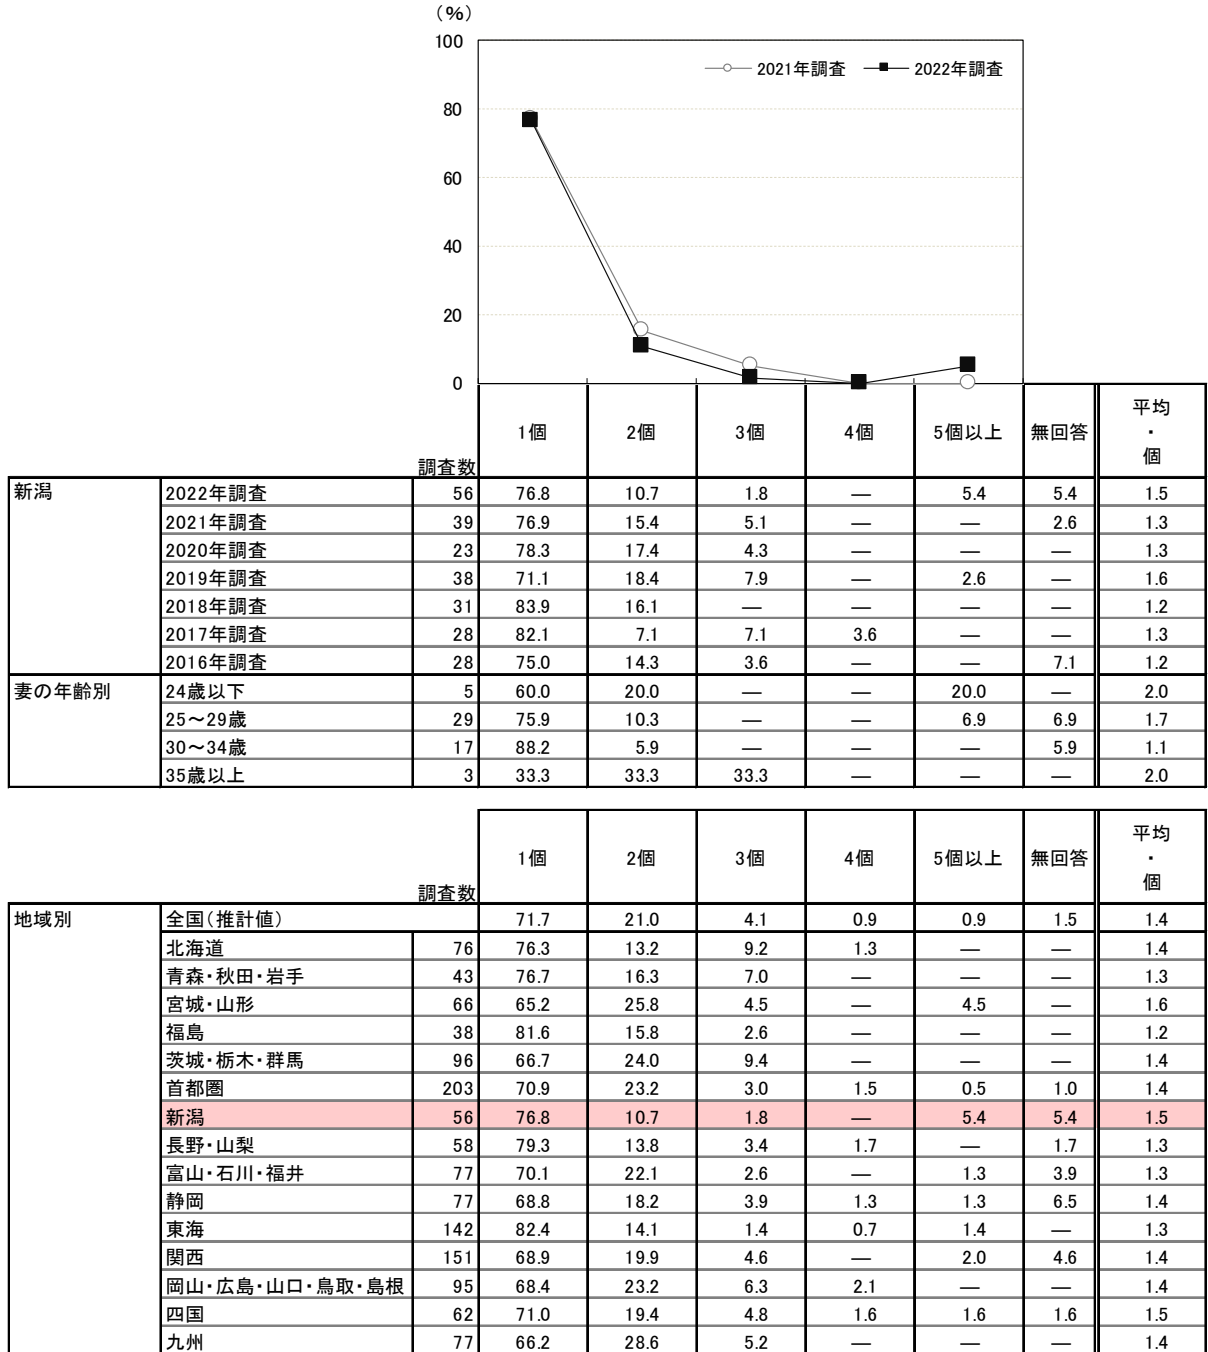 （%）
100
80
60
40
20
0
2021年調査 2022年調査
調査数 1個 2個 3個 4個 5個以上 無回答 平均・個
新潟 2022年調査 56 76.8 10.7 1.8 ― 5.4 5.4 1.5
2021年調査 39 76.9 15.4 5.1 ― ― 2.6 1.3
2020年調査 23 78.3 17.4 4.3 ― ― ― 1.3
2019年調査 38 71.1 18.4 7.9 ― 2.6 ― 1.6
2018年調査 31 83.9 16.1 ― ― ― ― 1.2
2017年調査 28 82.1 7.1 7.1 3.6 ― ― 1.3
2016年調査 28 75.0 14.3 3.6 ― ― 7.1 1.2
妻の年齢別 24歳以下 5 60.0 20.0 ― ― 20.0 ― 2.0
25～29歳 29 75.9 10.3 ― ― 6.9 6.9 1.7
30～34歳 17 88.2 5.9 ― ― ― 5.9 1.1
35歳以上 3 33.3 33.3 33.3 ― ― ― 2.0
調査数 1個 2個 3個 4個 5個以上 無回答 平均・個
地域別 全国（推計値） 71.7 21.0 4.1 0.9 0.9 1.5 1.4
北海道 76 76.3 13.2 9.2 1.3 ― ― 1.4
青森・秋田・岩手 43 76.7 16.3 7.0 ― ― ― 1.3
宮城・山形 66 65.2 25.8 4.5 ― 4.5 ― 1.6
福島 38 81.6 15.8 2.6 ― ― ― 1.2
茨城・栃木・群馬 96 66.7 24.0 9.4 ― ― ― 1.4
首都圏 203 70.9 23.2 3.0 1.5 0.5 1.0 1.4
新潟 56 76.8 10.7 1.8 ― 5.4 5.4 1.5
長野・山梨 58 79.3 13.8 3.4 1.7 ― 1.7 1.3
富山・石川・福井 77 70.1 22.1 2.6 ― 1.3 3.9 1.3
静岡 77 68.8 18.2 3.9 1.3 1.3 6.5 1.4
東海 142 82.4 14.1 1.4 0.7 1.4 ― 1.3
関西 151 68.9 19.9 4.6 ― 2.0 4.6 1.4
岡山・広島・山口・鳥取・島根 95 68.4 23.2 6.3 2.1 ― ― 1.4
四国 62 71.0 19.4 4.8 1.6 1.6 1.6 1.5
九州 77 66.2 28.6 5.2 ― ― ― 1.4